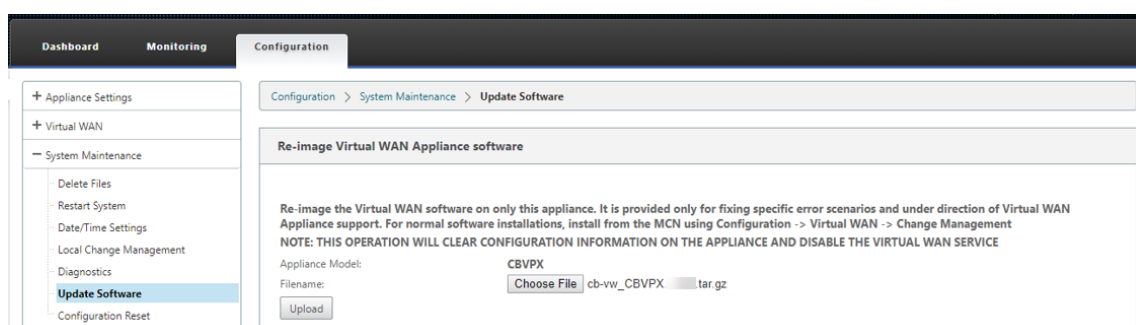 Dashboard Monitoring Configuration
+ Appliance Settings
+ Virtual WAN
− System Maintenance
Delete Files
Restart System
Date/Time Settings
Local Change Management
Diagnostics
Update Software
Configuration Reset
Configuration > System Maintenance > Update Software
Re-image Virtual WAN Appliance software
Re-image the Virtual WAN software on only this appliance. It is provided only for fixing specific error scenarios and under direction of Virtual WAN
Appliance support. For normal software installations, install from the MCN using Configuration -> Virtual WAN -> Change Management
NOTE: THIS OPERATION WILL CLEAR CONFIGURATION INFORMATION ON THE APPLIANCE AND DISABLE THE VIRTUAL WAN SERVICE
Appliance Model: CBVPX
Filename: Choose File cb-vw_CBVPX .tar.gz
Upload